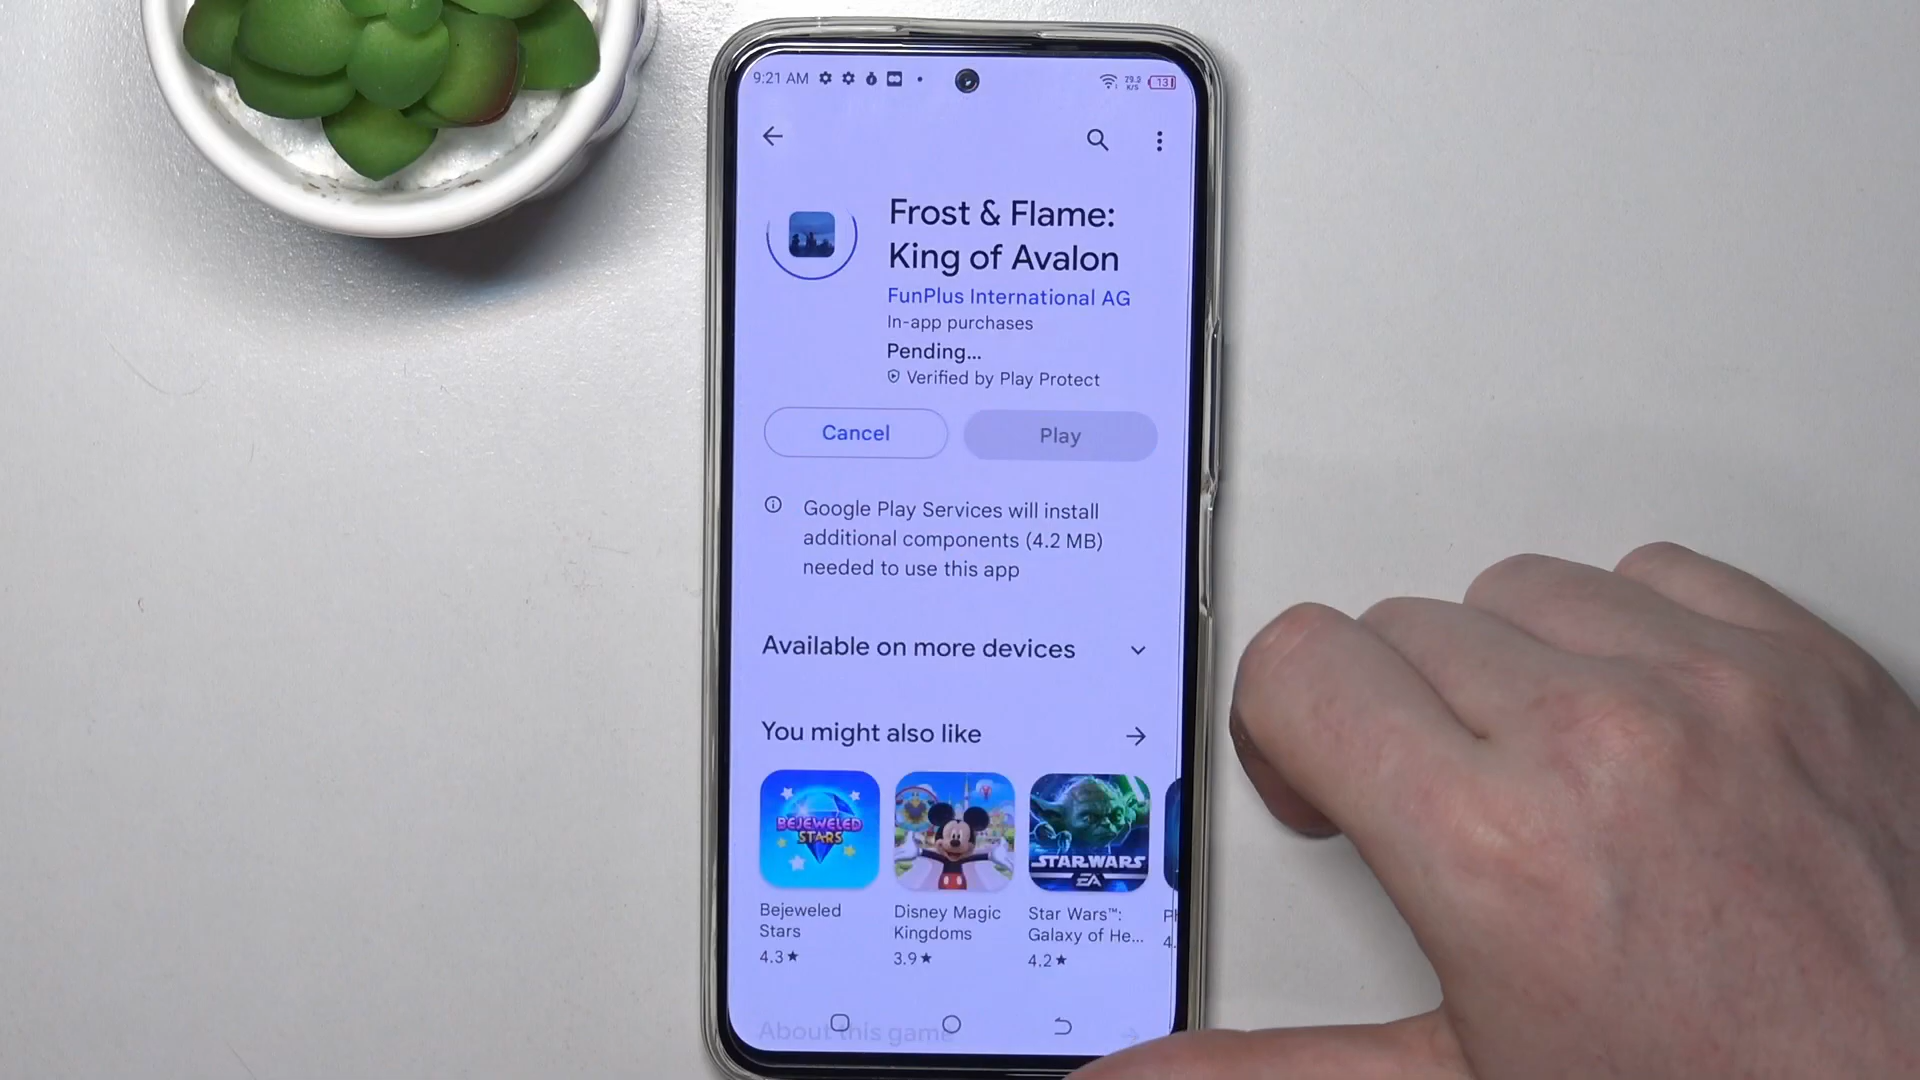 9:21 AM
79.2
K/S
13
Frost & Flame:
King of Avalon
FunPlus International AG
In-app purchases
Pending...
Verified by Play Protect
Cancel
Play
Google Play Services will install
additional components (4.2 MB)
needed to use this app
Available on more devices
You might also like
BEJEWELED
STARS
STAR WARS
EA
Bejeweled
Stars
4.3★
Disney Magic
Kingdoms
3.9★
Star Wars™:
Galaxy of He...
4.2★
About this game